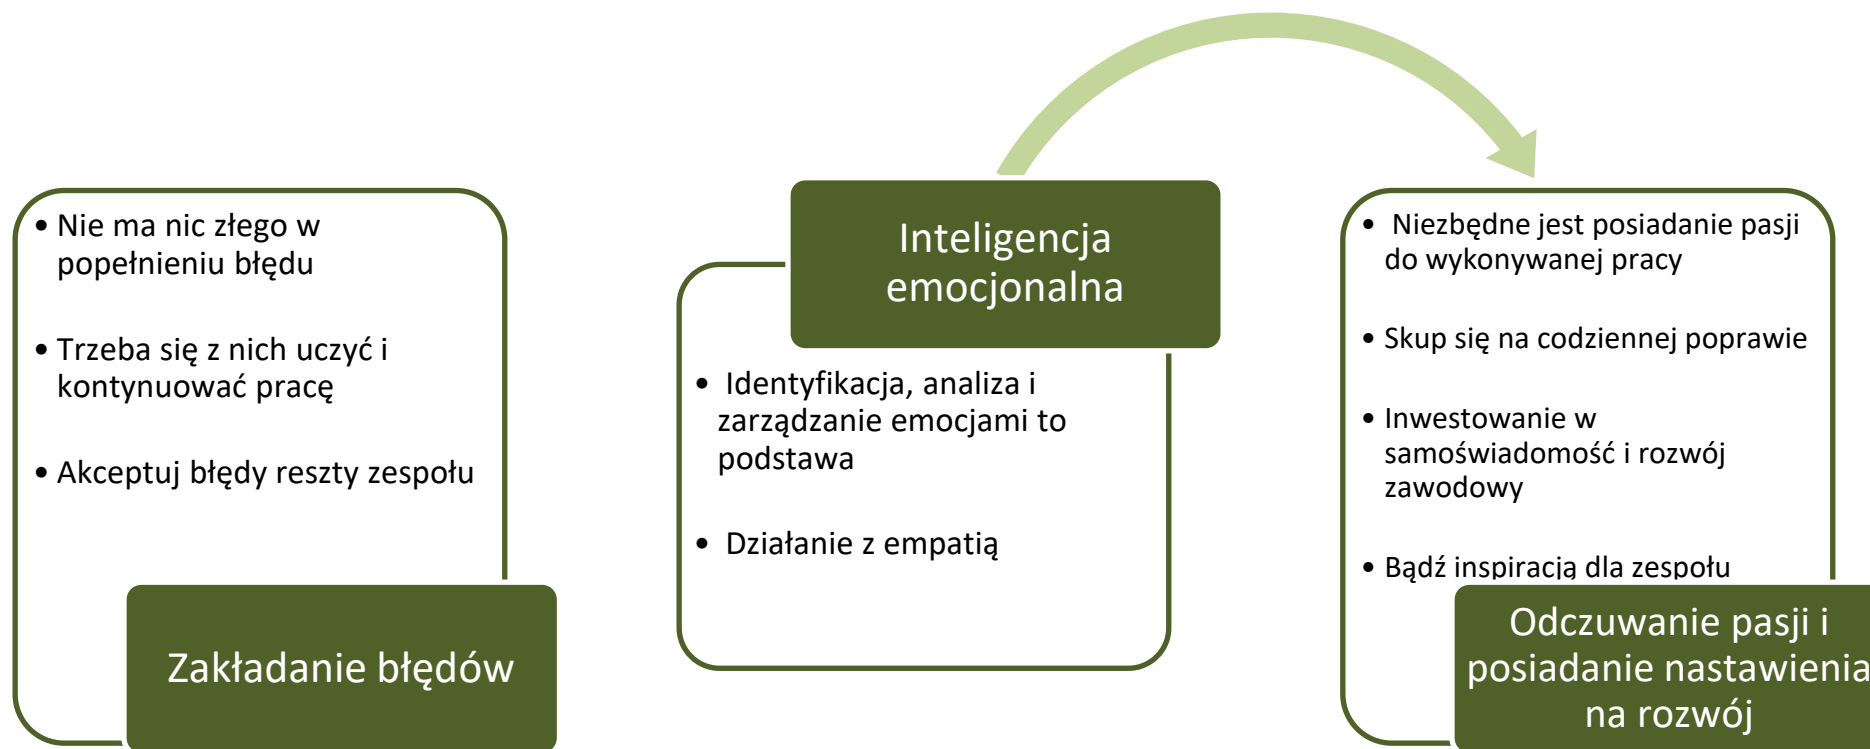 • Nie ma nic złego w
popełnieniu błędu
• Trzeba się z nich uczyć i
kontynuować pracę
• Akceptuj błędy reszty zespołu
Zakładanie błędów
Inteligencja
emocjonalna
• Identyfikacja, analiza i
zarządzanie emocjami to
podstawa
• Działanie z empatią
• Niezbędne jest posiadanie pasji
do wykonywanej pracy
• Skup się na codziennej poprawie
• Inwestowanie w
samoświadomość i rozwój
zawodowy
• Bądź inspiracją dla zespołu
Odczuwanie pasji i
posiadanie nastawienia
na rozwój